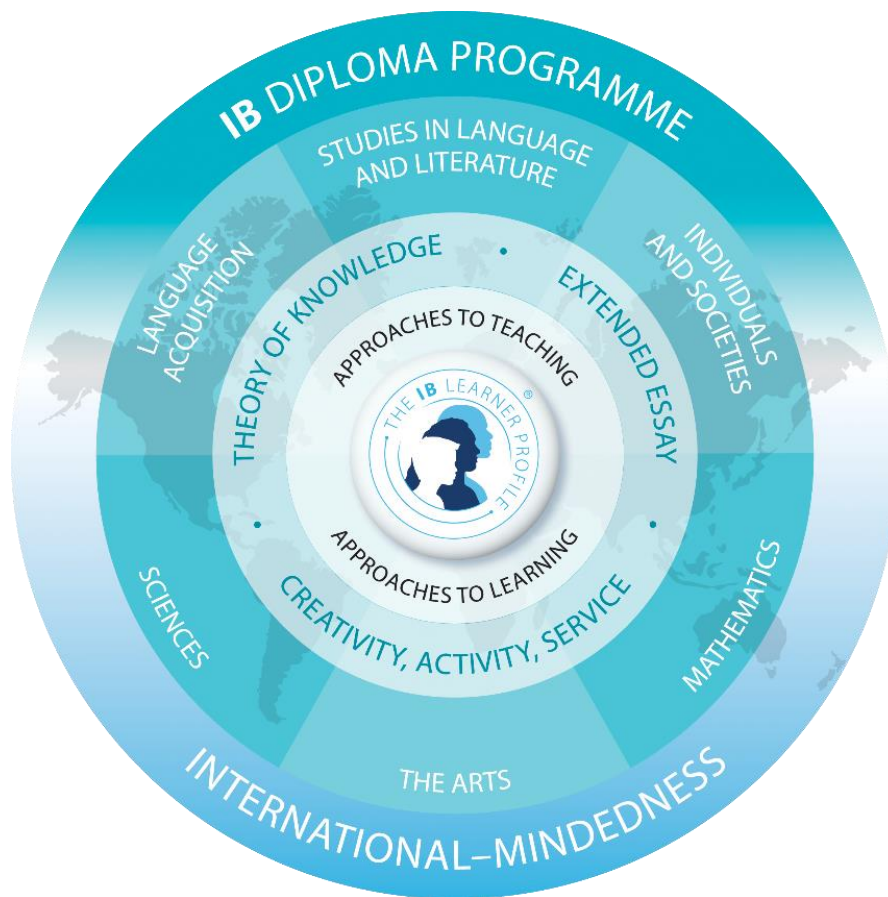 IB DIPLOMA PROGRAMME
STUDIES IN LANGUAGE
AND LITERATURE
LANGUAGE
ACQUISITION
INDIVIDUALS
AND SOCIETIES
THEORY OF KNOWLEDGE
•
EXTENDED ESSAY
APPROACHES TO TEACHING
THE IB LEARNER PROFILE
®
APPROACHES TO LEARNING
•
CREATIVITY, ACTIVITY, SERVICE
•
SCIENCES
MATHEMATICS
THE ARTS
INTERNATIONAL–MINDEDNESS